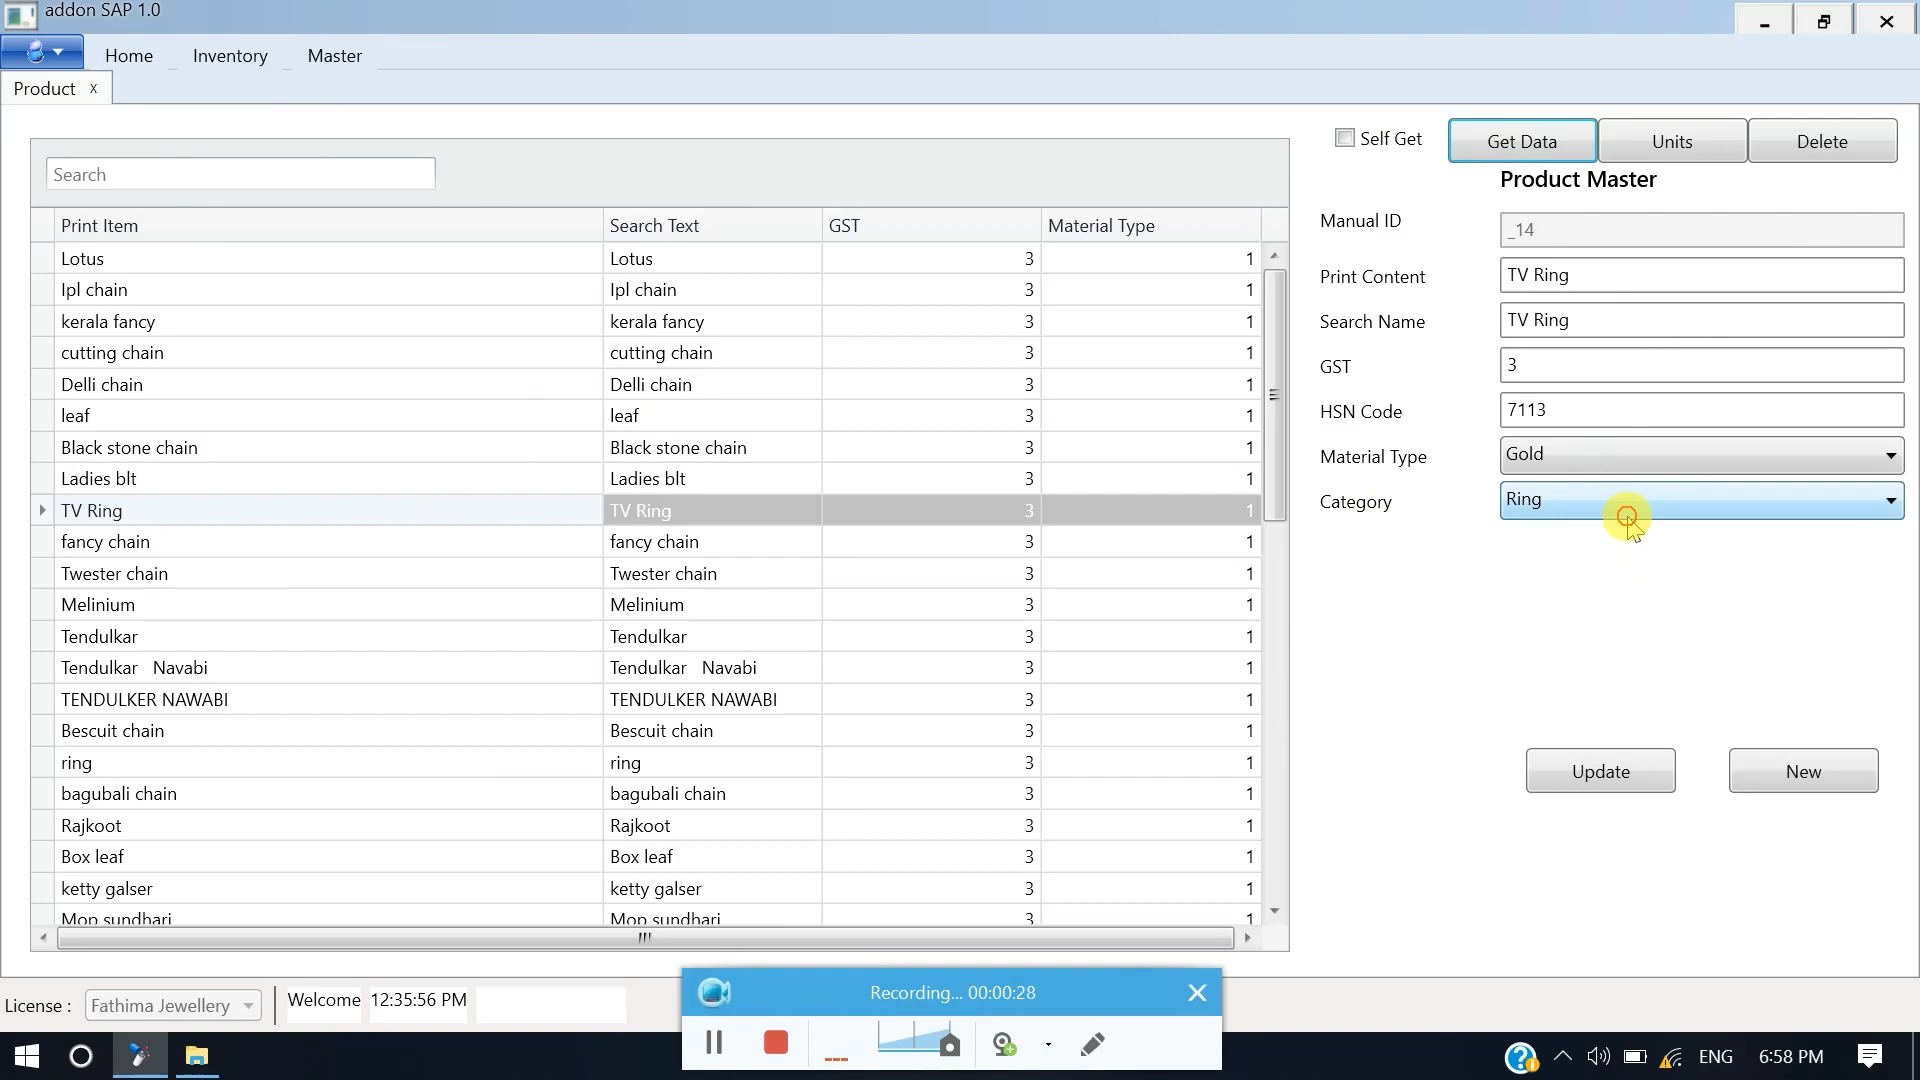 addon SAP 1.0
Home Inventory Master
Product x
Self Get Get Data Units Delete
Search
Product Master
Print Item Search Text GST Material Type
Lotus Lotus 3 1
Ipl chain Ipl chain 3 1
kerala fancy kerala fancy 3 1
cutting chain cutting chain 3 1
Delli chain Delli chain 3 1
leaf leaf 3 1
Black stone chain Black stone chain 3 1
Ladies blt Ladies blt 3 1
TV Ring TV Ring 3 1
fancy chain fancy chain 3 1
Twester chain Twester chain 3 1
Melinium Melinium 3 1
Tendulkar Tendulkar 3 1
Tendulkar Navabi Tendulkar Navabi 3 1
TENDULKER NAWABI TENDULKER NAWABI 3 1
Bescuit chain Bescuit chain 3 1
ring ring 3 1
bagubali chain bagubali chain 3 1
Rajkoot Rajkoot 3 1
Box leaf Box leaf 3 1
ketty galser ketty galser 3 1
Mop sundhari Mop sundhari 3 1
Manual ID _14
Print Content TV Ring
Search Name TV Ring
GST 3
HSN Code 7113
Material Type Gold
Category Ring
Update New
License : Fathima Jewellery Welcome 12:35:56 PM
Recording... 00:00:28
ENG 6:58 PM